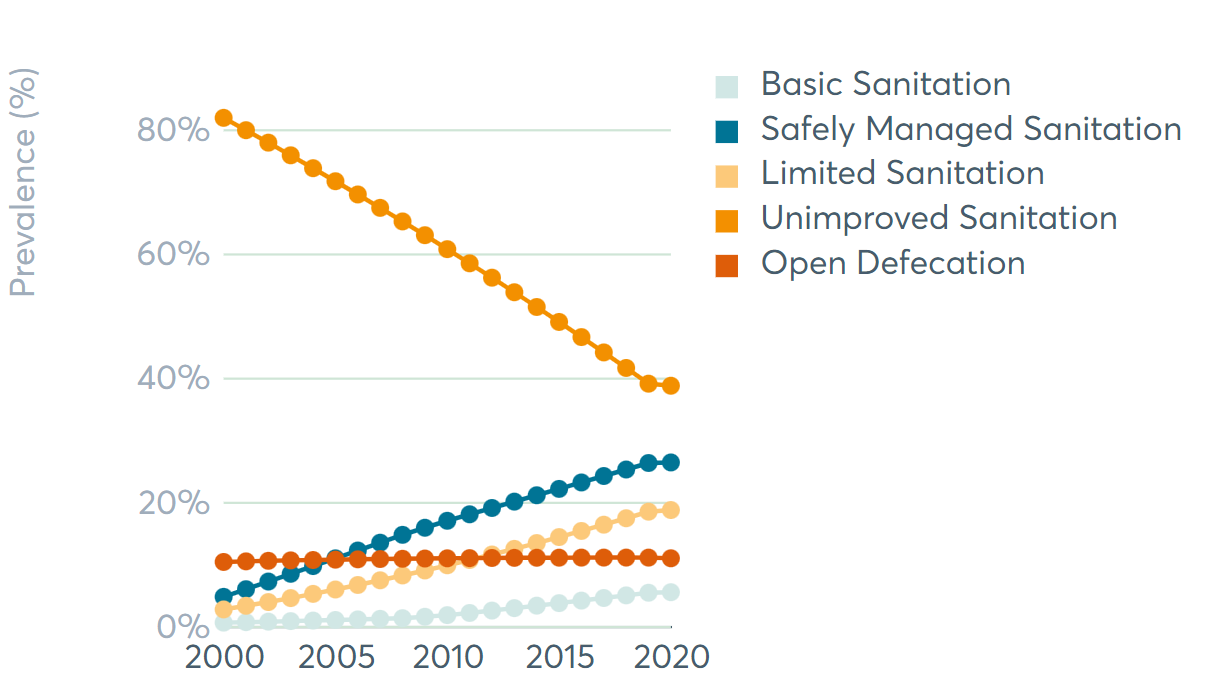 Prevalence (%)
80%
60%
40%
20%
0%
2000 2005 2010 2015 2020
Basic Sanitation
Safely Managed Sanitation
Limited Sanitation
Unimproved Sanitation
Open Defecation